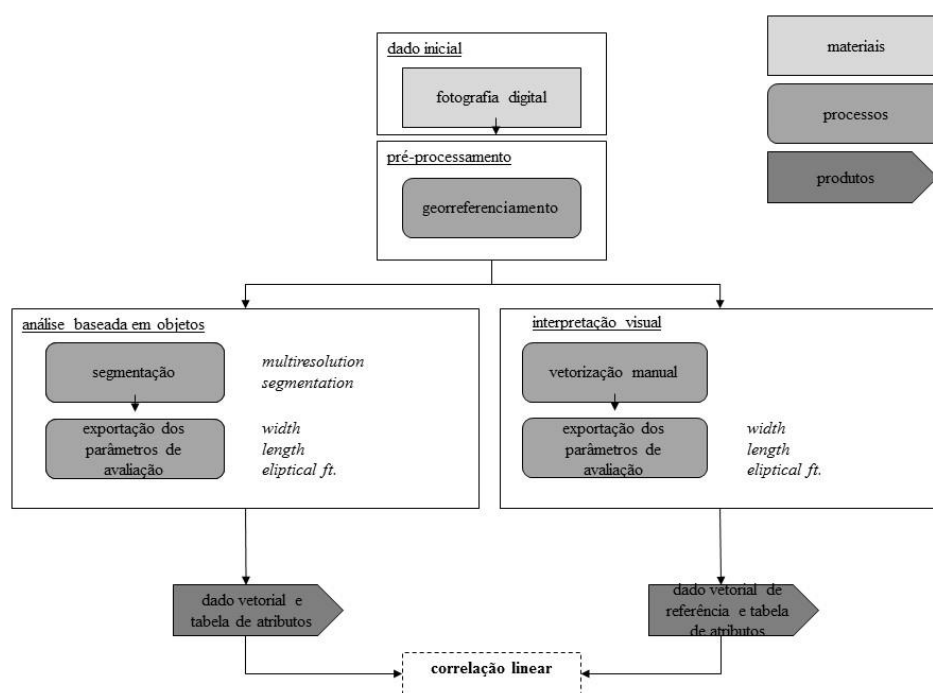 dado inicial
fotografia digital
materiais
processos
produtos
pré-processamento
georreferenciamento
análise baseada em objetos
segmentação
multiresolution
segmentation
exportação dos
parâmetros de
avaliação
width
length
eliptical ft.
interpretação visual
vetorização manual
exportação dos
parâmetros de
avaliação
width
length
eliptical ft.
dado vetorial e
tabela de atributos
dado vetorial de
referência e tabela
de atributos
correlação linear